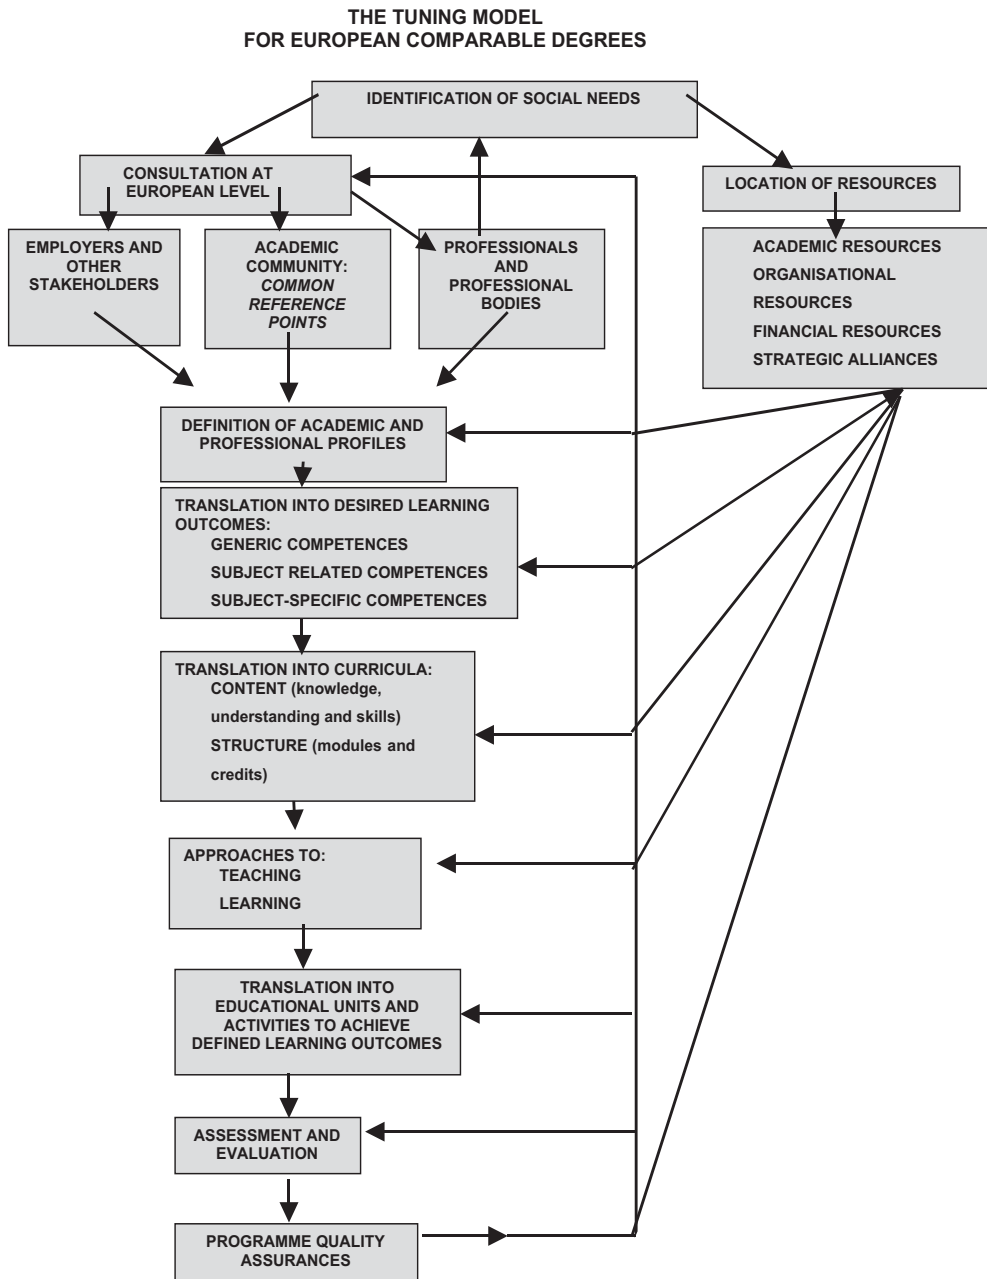 THE TUNING MODEL
FOR EUROPEAN COMPARABLE DEGREES
IDENTIFICATION OF SOCIAL NEEDS
CONSULTATION AT
EUROPEAN LEVEL
LOCATION OF RESOURCES
EMPLOYERS AND
OTHER
STAKEHOLDERS
ACADEMIC
COMMUNITY:
COMMON
REFERENCE
POINTS
PROFESSIONALS
AND
PROFESSIONAL
BODIES
ACADEMIC RESOURCES
ORGANISATIONAL
RESOURCES
FINANCIAL RESOURCES
STRATEGIC ALLIANCES
DEFINITION OF ACADEMIC AND
PROFESSIONAL PROFILES
TRANSLATION INTO DESIRED LEARNING
OUTCOMES:
GENERIC COMPETENCES
SUBJECT RELATED COMPETENCES
SUBJECT-SPECIFIC COMPETENCES
TRANSLATION INTO CURRICULA:
CONTENT (knowledge,
understanding and skills)
STRUCTURE (modules and
credits)
APPROACHES TO:
TEACHING
LEARNING
TRANSLATION INTO
EDUCATIONAL UNITS AND
ACTIVITIES TO ACHIEVE
DEFINED LEARNING OUTCOMES
ASSESSMENT AND
EVALUATION
PROGRAMME QUALITY
ASSURANCES